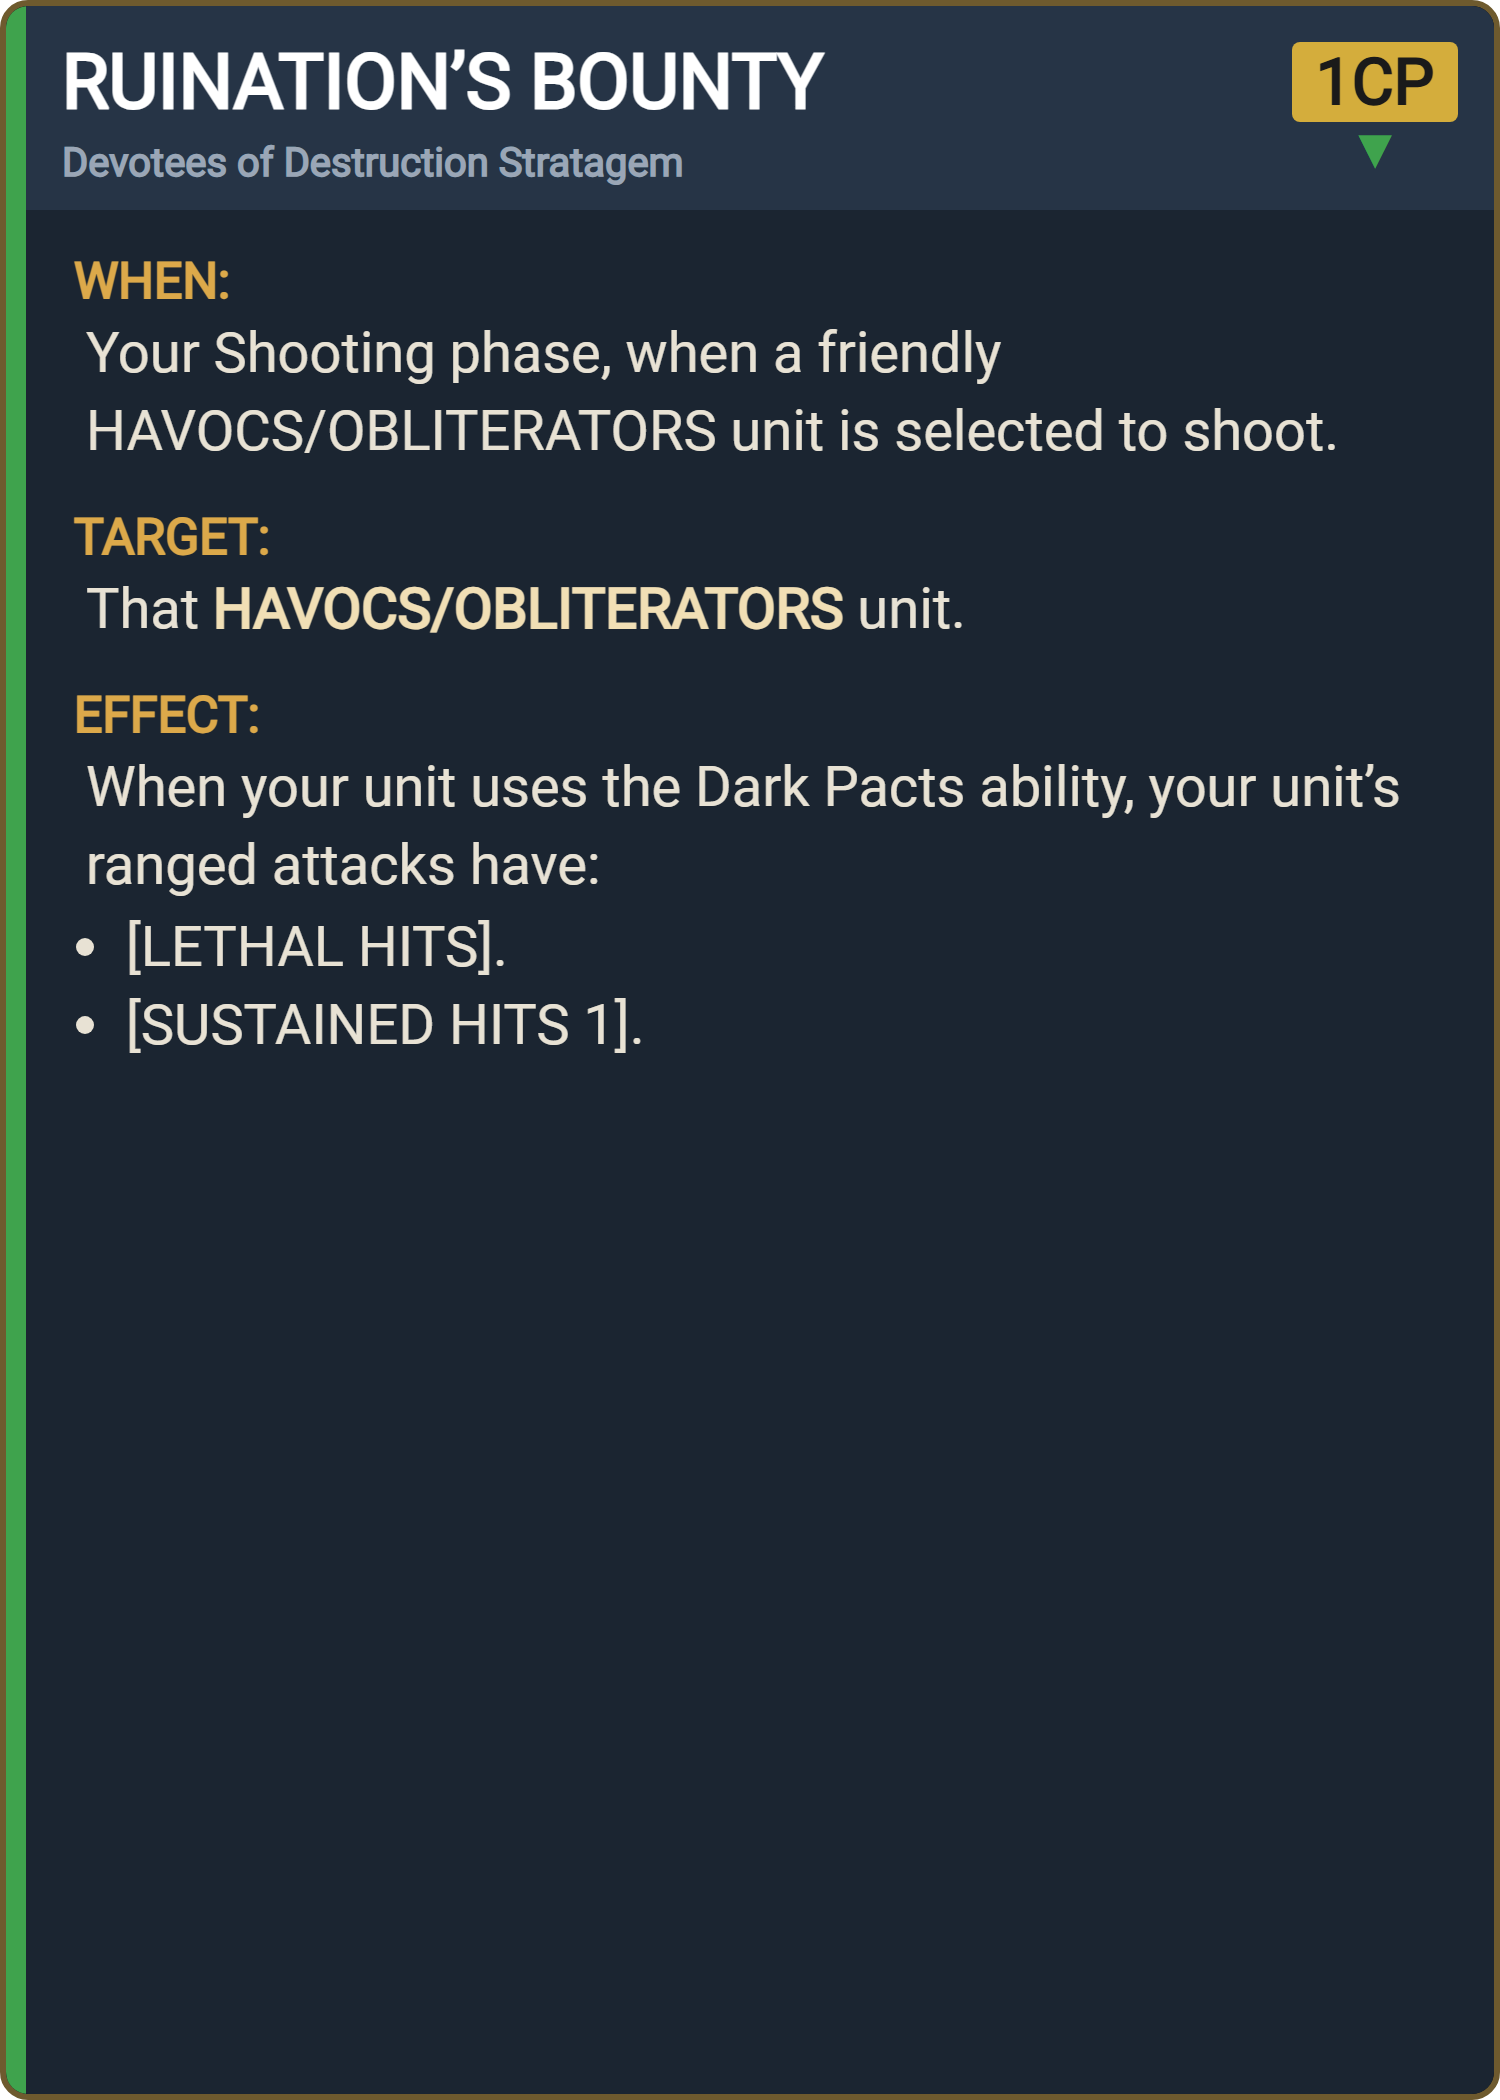 RUINATION’S BOUNTY
1CP
Devotees of Destruction Stratagem
WHEN:
Your Shooting phase, when a friendly
HAVOCS/OBLITERATORS unit is selected to shoot.
TARGET:
That HAVOCS/OBLITERATORS unit.
EFFECT:
When your unit uses the Dark Pacts ability, your unit’s
ranged attacks have:
• [LETHAL HITS].
• [SUSTAINED HITS 1].